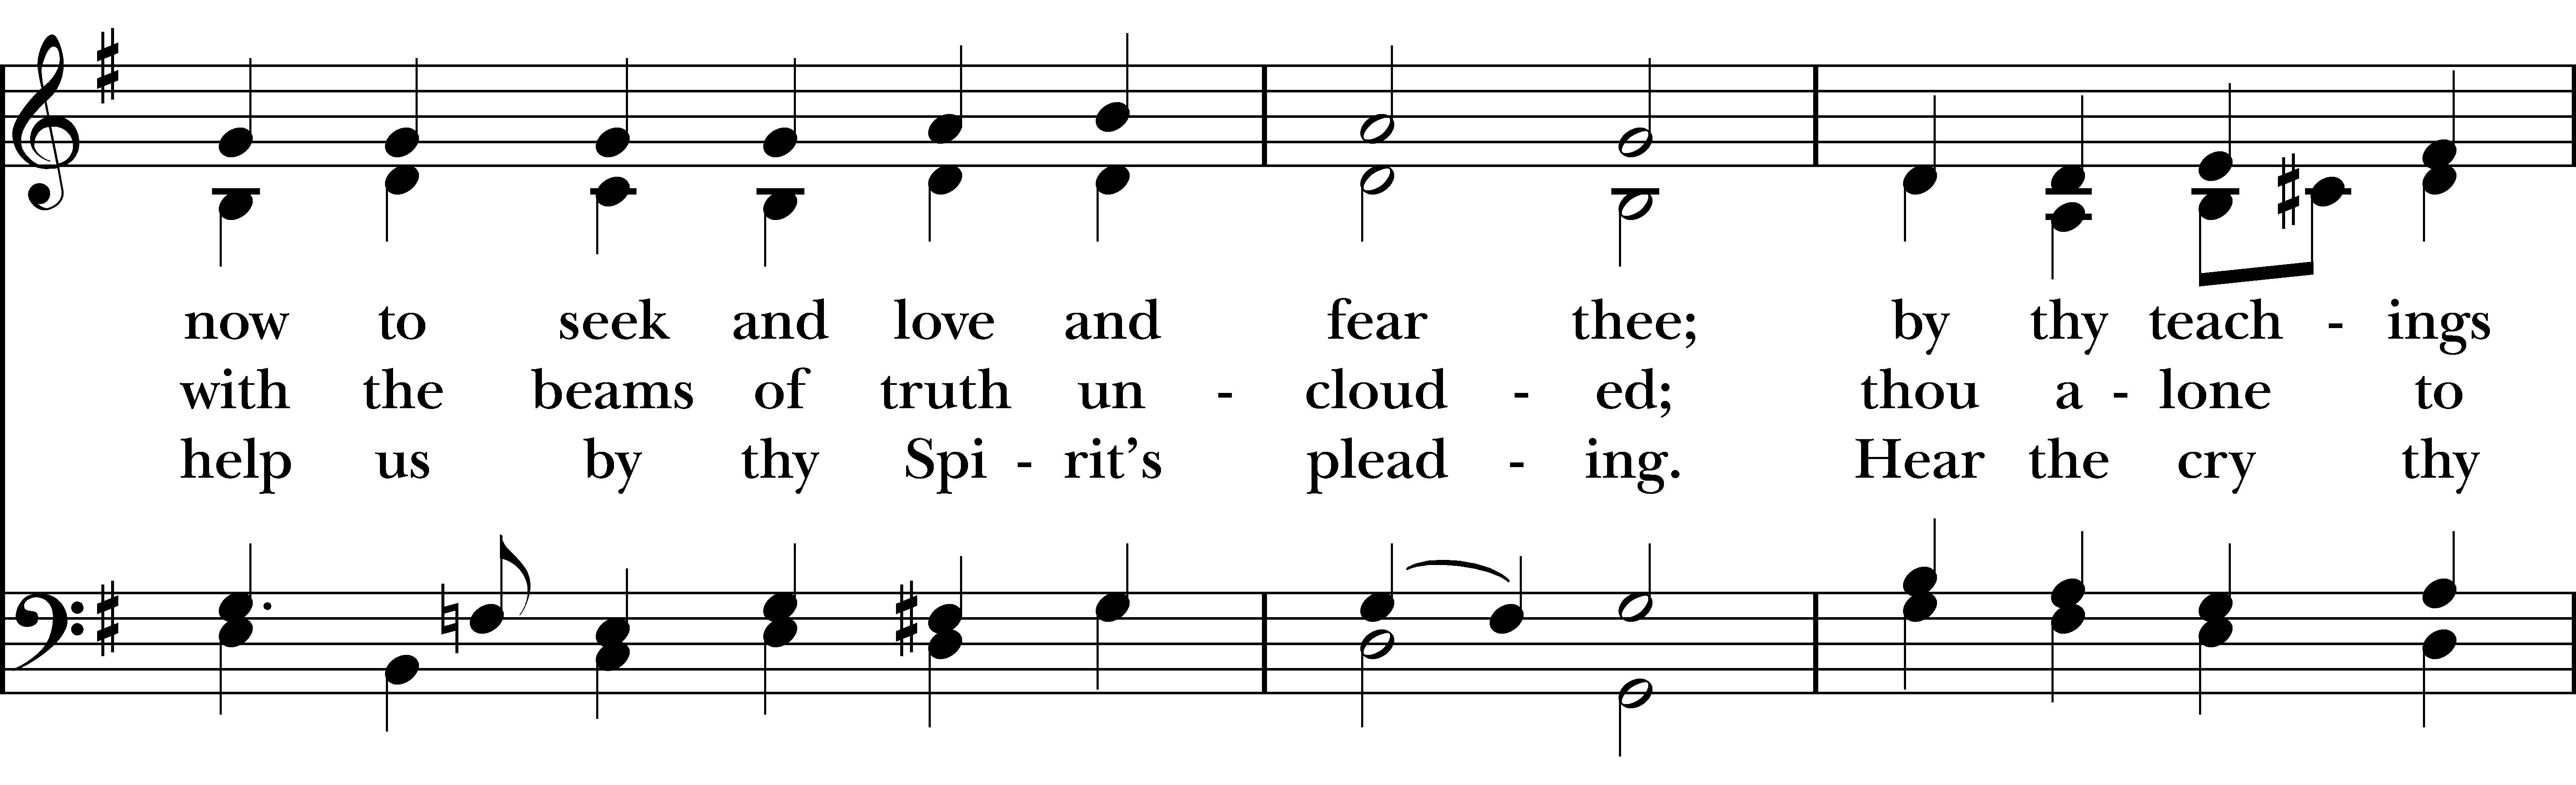 now to seek and love and fear thee; by thy teach - ings
with the beams of truth un - cloud - ed; thou a - lone to
help us by thy Spi - rit’s plead - ing. Hear the cry thy